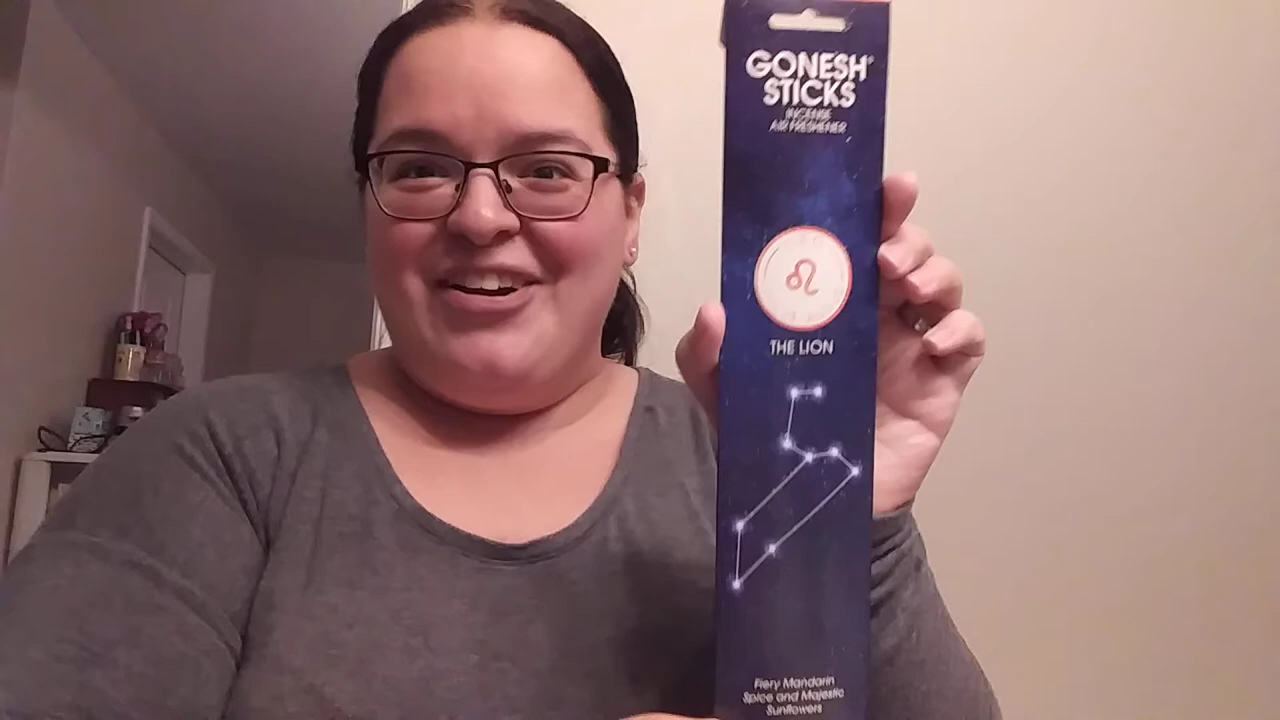 GONESH®
STICKS
INCENSE
AIR FRESHENER
THE LION
Fiery Mandarin
Spice and Majestic
Sunflowers